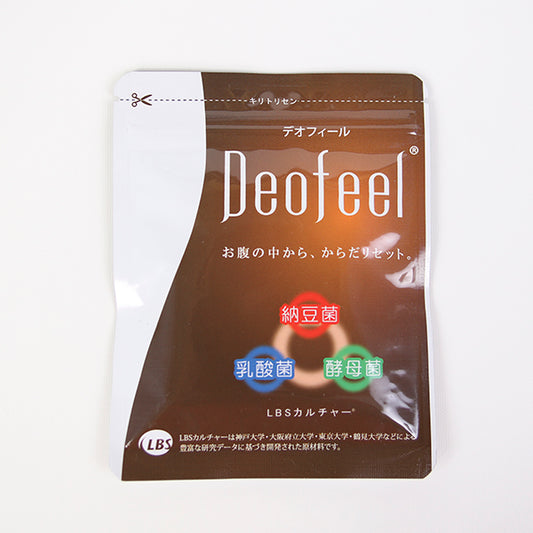 キリトリセン
デオフィール
Deofeel®
お腹の中から、からだリセット。
納豆菌
乳酸菌 酵母菌
LBSカルチャー®
LBS
LBSカルチャーは神戸大学・大阪府立大学・東京大学・鶴見大学などによる
豊富な研究データに基づき開発された原材料です。